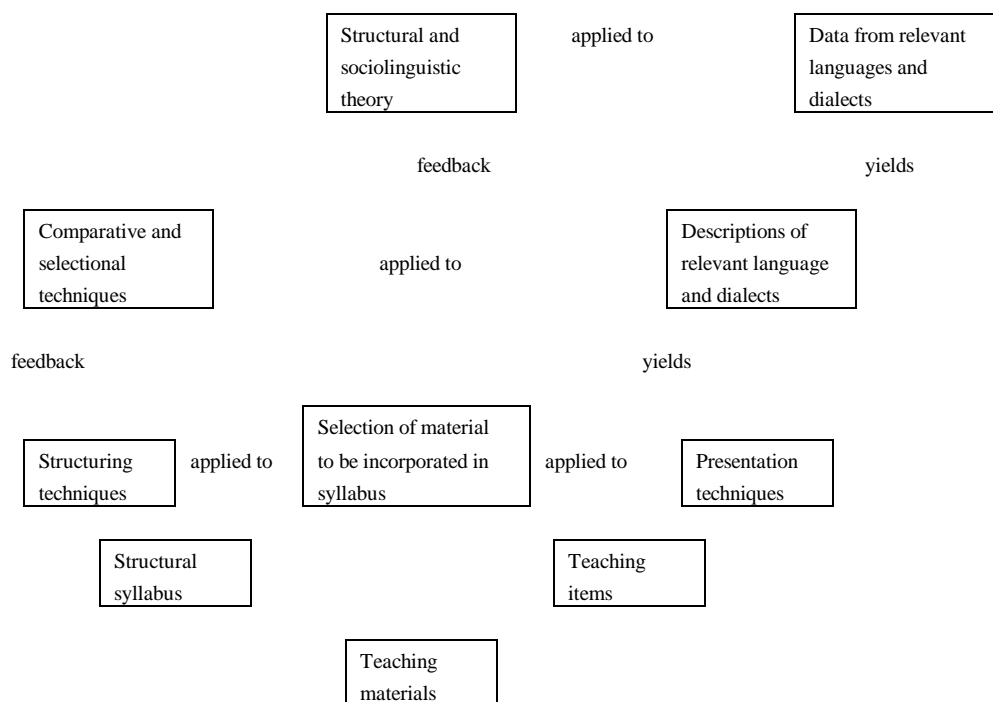 Structural and
sociolinguistic
theory
applied to
Data from relevant
languages and
dialects
feedback
yields
Comparative and
selectional
techniques
applied to
Descriptions of
relevant language
and dialects
feedback
yields
Structuring
techniques
applied to
Selection of material
to be incorporated in
syllabus
applied to
Presentation
techniques
Structural
syllabus
Teaching
items
Teaching
materials